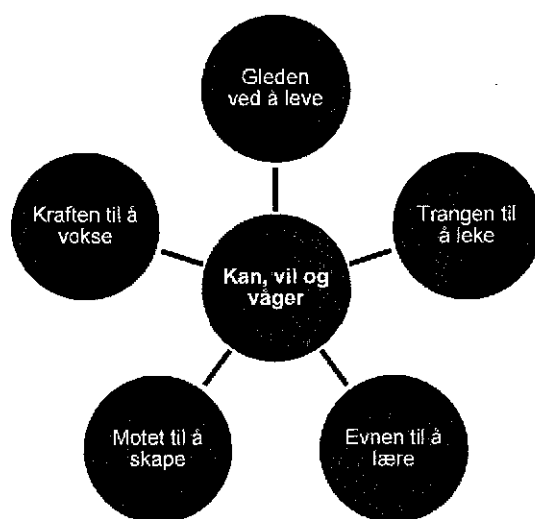 Gleden
ved å leve
Kraften til å
vokse
Trangen til
å leke
Kan, vil og
våger
Motet til å
skape
Evnen til å
lære